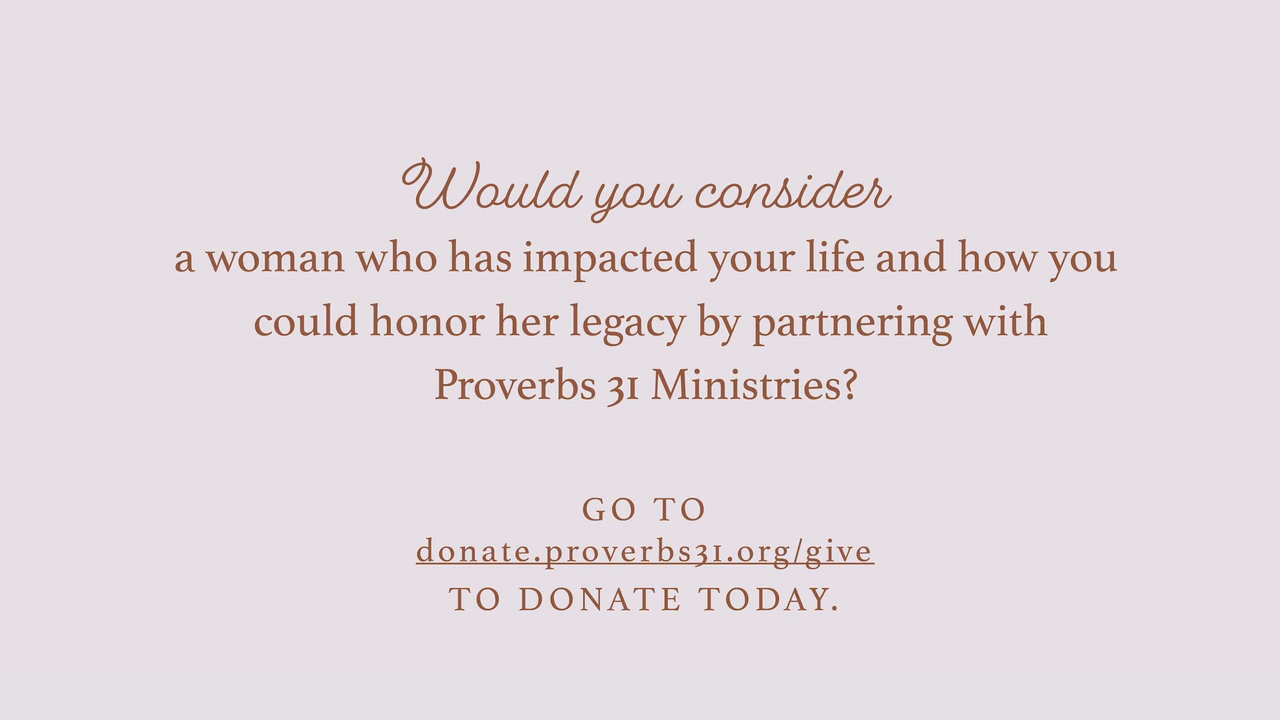 Would you consider
a woman who has impacted your life and how you
could honor her legacy by partnering with
Proverbs 31 Ministries?
GO TO
donate.proverbs31.org/give
TO DONATE TODAY.